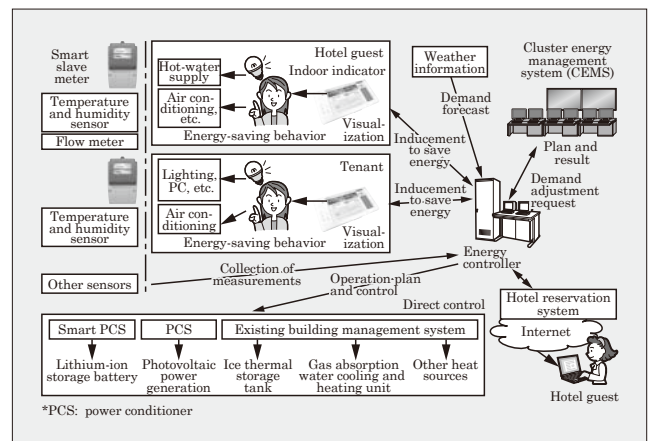 Smart
slave
meter
Temperature
and humidity
sensor
Flow meter
Temperature
and humidity
sensor
Other sensors
Hotel guest
Indoor indicator
Hot-water
supply
Air con-
ditioning,
etc.
Energy-saving behavior
Visual-
ization
Tenant
Lighting,
PC, etc.
Air con-
ditioning
Energy-saving behavior
Visual-
ization
Weather
information
Demand
forecast
Inducement
to save
energy
Inducement
to save
energy
Cluster energy
management
system (CEMS)
Plan and
result
Demand
adjustment
request
Energy
controller
Collection of
measurements
Operation-plan
and control
Direct control
Hotel reservation
system
Internet
Hotel guest
Smart PCS
PCS
Existing building management system
Lithium-ion
storage battery
Photovoltaic
power
generation
Ice thermal
storage
tank
Gas absorption
water cooling and
heating unit
Other heat
sources
*PCS: power conditioner